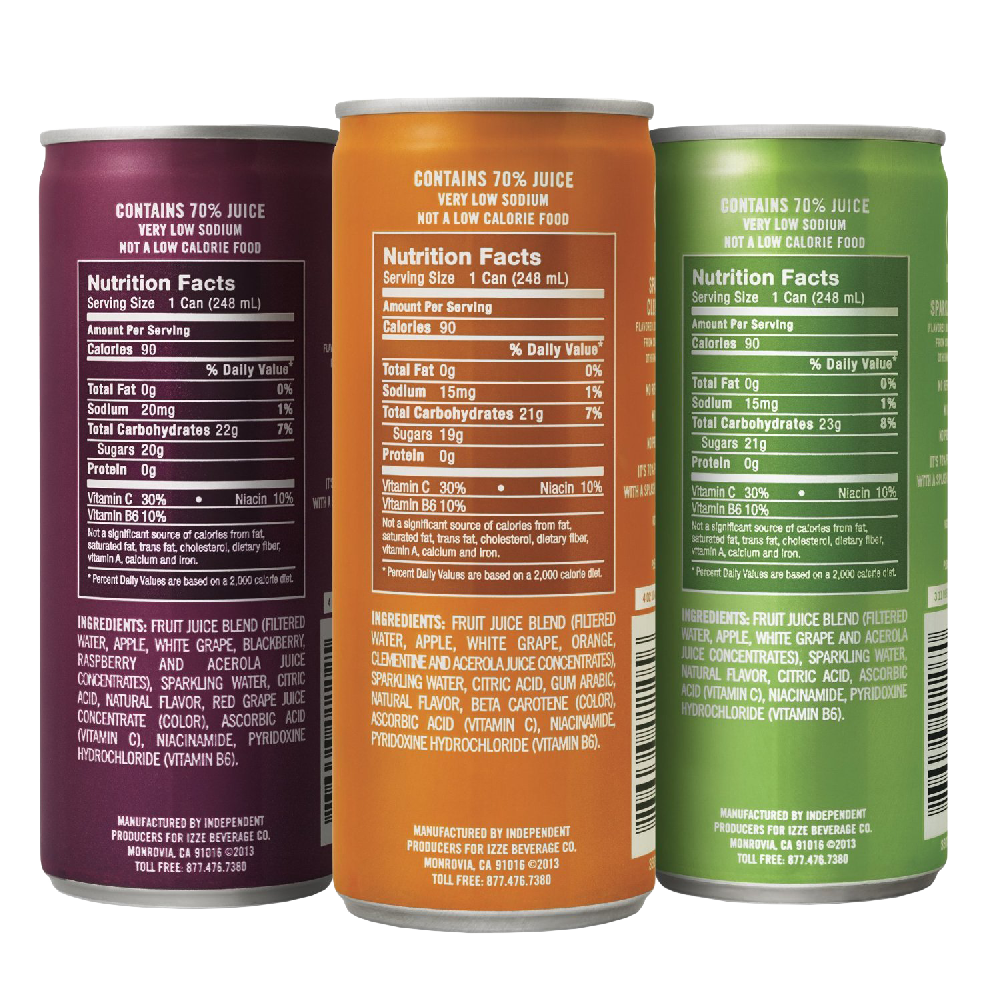 CONTAINS 70% JUICE
VERY LOW SODIUM
NOT A LOW CALORIE FOOD
Nutrition Facts
Serving Size 1 Can (248 mL)
Amount Per Serving
Calories 90
% Daily Value*
Total Fat 0g 0%
Sodium 20mg 1%
Total Carbohydrates 22g 7%
Sugars 20g
Protein 0g
Vitamin C 30% • Niacin 10%
Vitamin B6 10%
Not a significant source of calories from fat,
saturated fat, trans fat, cholesterol, dietary fiber,
vitamin A, calcium and iron.
* Percent Daily Values are based on a 2,000 calorie diet.
INGREDIENTS: FRUIT JUICE BLEND (FILTERED
WATER, APPLE, WHITE GRAPE, BLACKBERRY,
RASPBERRY AND ACEROLA JUICE
CONCENTRATES), SPARKLING WATER, CITRIC
ACID, NATURAL FLAVOR, RED GRAPE JUICE
CONCENTRATE (COLOR), ASCORBIC ACID
(VITAMIN C), NIACINAMIDE, PYRIDOXINE
HYDROCHLORIDE (VITAMIN B6).
MANUFACTURED BY INDEPENDENT
PRODUCERS FOR IZZE BEVERAGE CO.
MONROVIA, CA 91016 ©2013
TOLL FREE: 877.476.7380
CONTAINS 70% JUICE
VERY LOW SODIUM
NOT A LOW CALORIE FOOD
Nutrition Facts
Serving Size 1 Can (248 mL)
Amount Per Serving
Calories 90
% Daily Value*
Total Fat 0g 0%
Sodium 15mg 1%
Total Carbohydrates 21g 7%
Sugars 19g
Protein 0g
Vitamin C 30% • Niacin 10%
Vitamin B6 10%
Not a significant source of calories from fat,
saturated fat, trans fat, cholesterol, dietary fiber,
vitamin A, calcium and iron.
* Percent Daily Values are based on a 2,000 calorie diet.
INGREDIENTS: FRUIT JUICE BLEND (FILTERED
WATER, APPLE, WHITE GRAPE, ORANGE,
CLEMENTINE AND ACEROLA JUICE CONCENTRATES),
SPARKLING WATER, CITRIC ACID, GUM ARABIC,
NATURAL FLAVOR, BETA CAROTENE (COLOR),
ASCORBIC ACID (VITAMIN C), NIACINAMIDE,
PYRIDOXINE HYDROCHLORIDE (VITAMIN B6).
MANUFACTURED BY INDEPENDENT
PRODUCERS FOR IZZE BEVERAGE CO.
MONROVIA, CA 91016 ©2013
TOLL FREE: 877.476.7380
CONTAINS 70% JUICE
VERY LOW SODIUM
NOT A LOW CALORIE FOOD
Nutrition Facts
Serving Size 1 Can (248 mL)
Amount Per Serving
Calories 90
% Daily Value*
Total Fat 0g 0%
Sodium 15mg 1%
Total Carbohydrates 23g 8%
Sugars 21g
Protein 0g
Vitamin C 30% • Niacin 10%
Vitamin B6 10%
Not a significant source of calories from fat,
saturated fat, trans fat, cholesterol, dietary fiber,
vitamin A, calcium and iron.
* Percent Daily Values are based on a 2,000 calorie diet.
INGREDIENTS: FRUIT JUICE BLEND (FILTERED
WATER, APPLE, WHITE GRAPE AND ACEROLA
JUICE CONCENTRATES), SPARKLING WATER,
NATURAL FLAVOR, CITRIC ACID, ASCORBIC
ACID (VITAMIN C), NIACINAMIDE, PYRIDOXINE
HYDROCHLORIDE (VITAMIN B6).
MANUFACTURED BY INDEPENDENT
PRODUCERS FOR IZZE BEVERAGE CO.
MONROVIA, CA 91016 ©2013
TOLL FREE: 877.476.7380